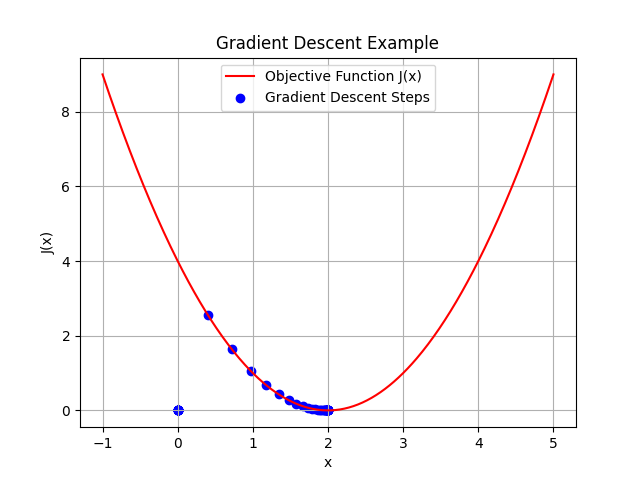 Gradient Descent Example
Objective Function J(x)
Gradient Descent Steps
J(x)
8
6
4
2
0
−1
0
1
2
3
4
5
x